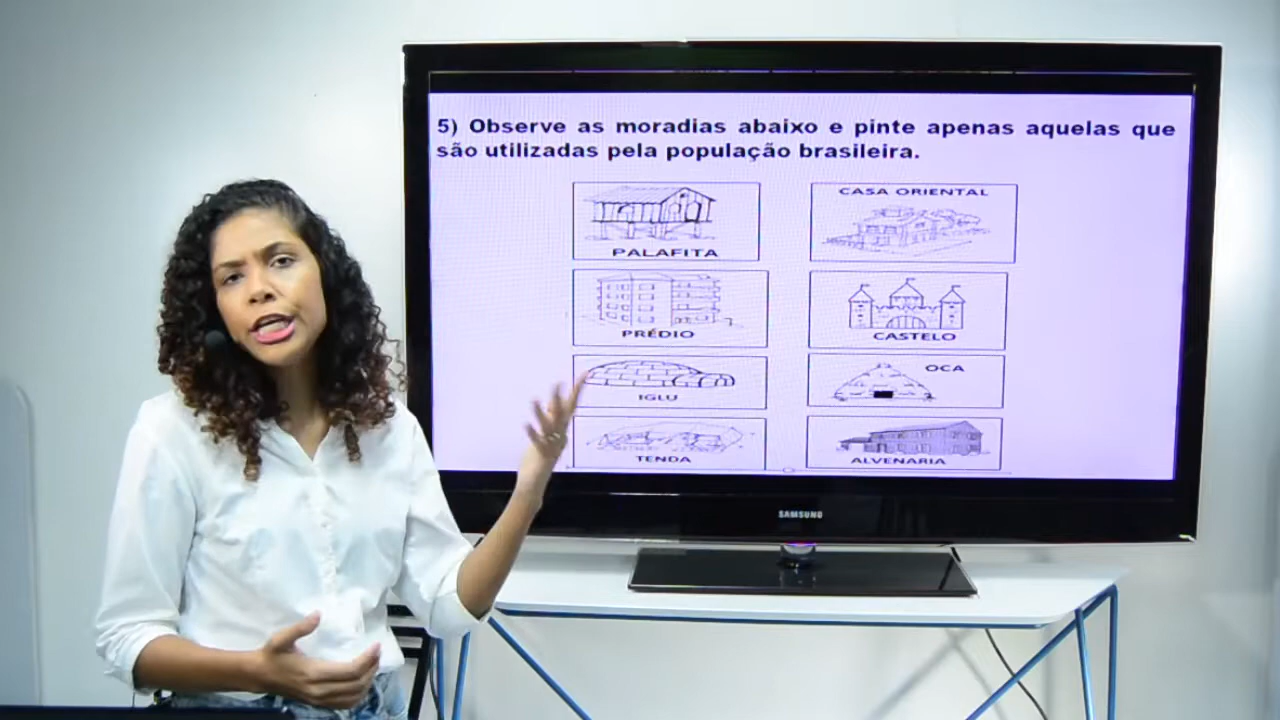 5) Observe as moradias abaixo e pinte apenas aquelas que
são utilizadas pela população brasileira.
PALAFITA
CASA ORIENTAL
PRÉDIO
CASTELO
IGLU
OCA
TENDA
ALVENARIA
SAMSUNG